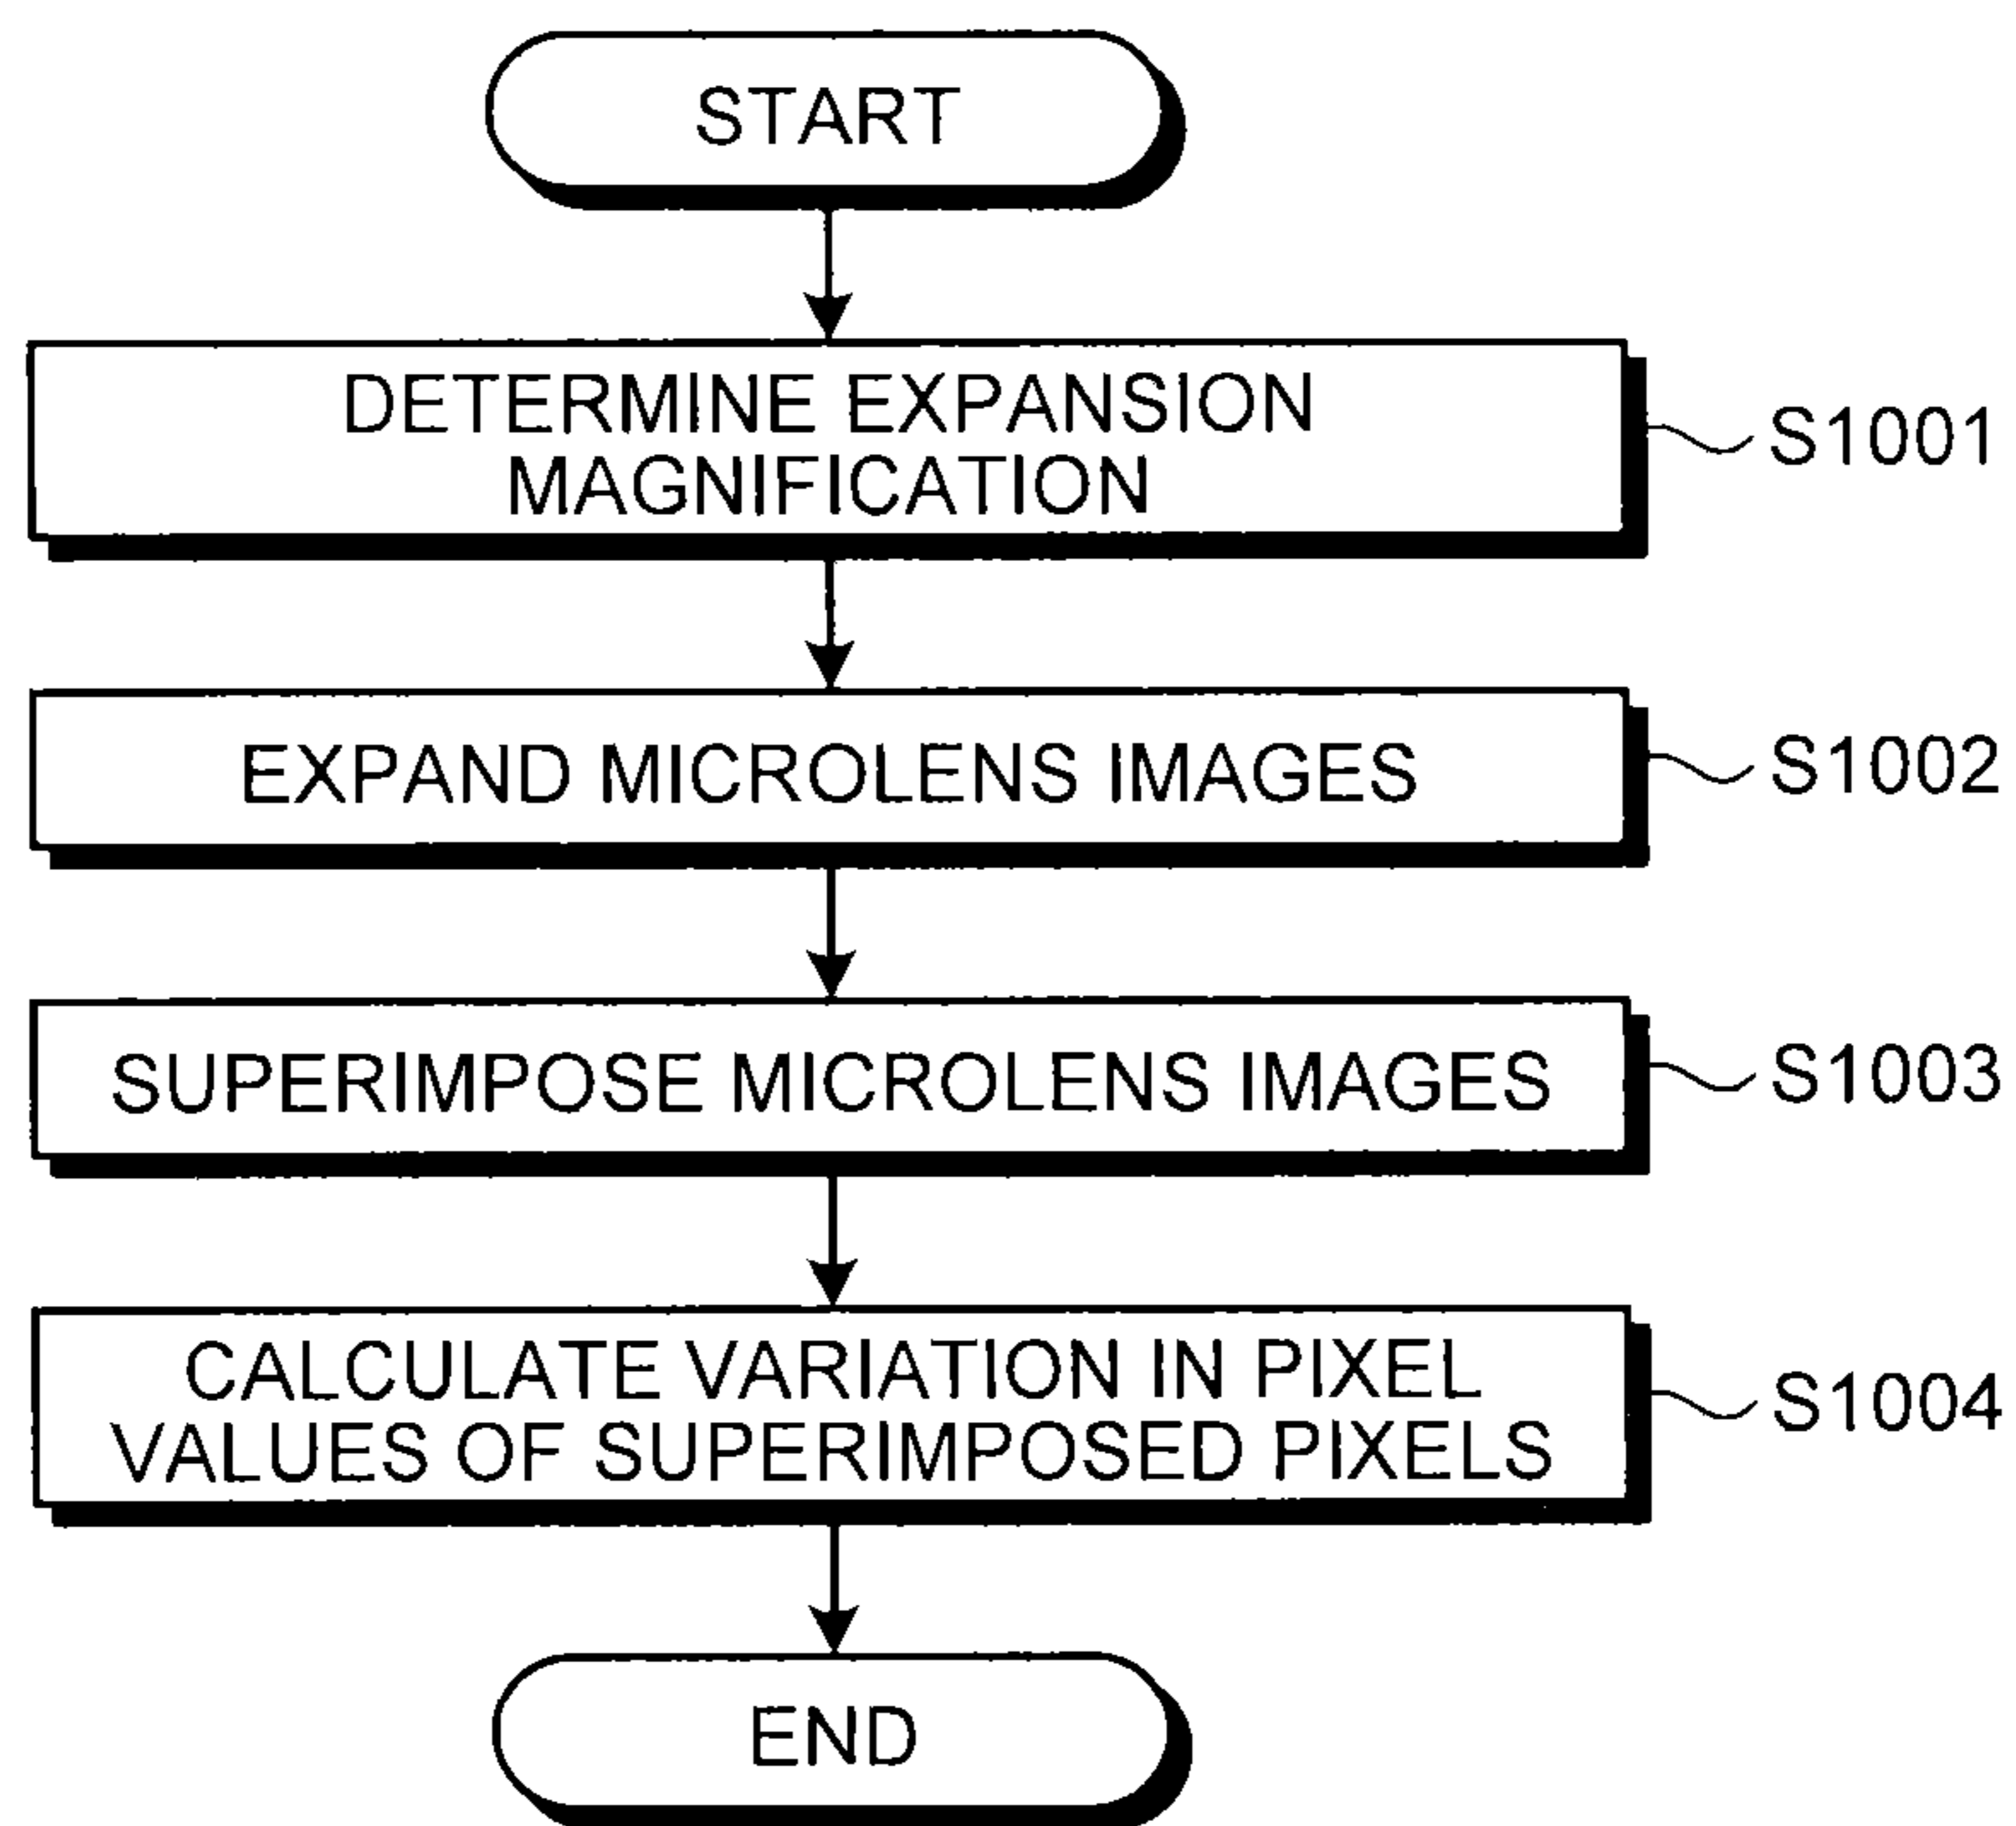 START
DETERMINE EXPANSION
MAGNIFICATION
S1001
EXPAND MICROLENS IMAGES
S1002
SUPERIMPOSE MICROLENS IMAGES
S1003
CALCULATE VARIATION IN PIXEL
VALUES OF SUPERIMPOSED PIXELS
S1004
END